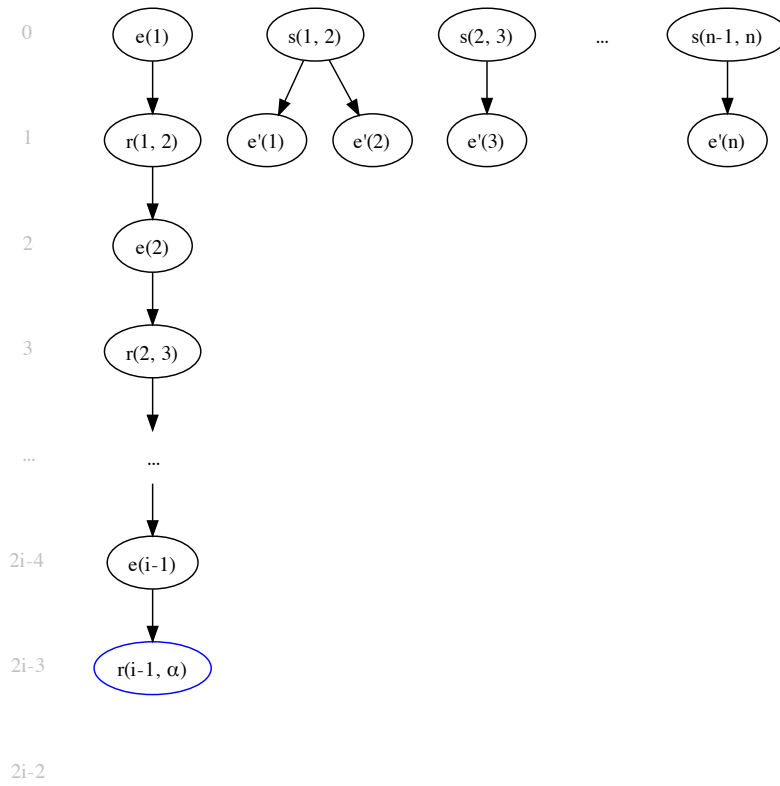 0 e(1) s(1, 2) s(2, 3) ... s(n-1, n)
1 r(1, 2) e'(1) e'(2) e'(3) e'(n)
2 e(2)
3 r(2, 3)
... ...
2i-4 e(i-1)
2i-3 r(i-1, α)
2i-2